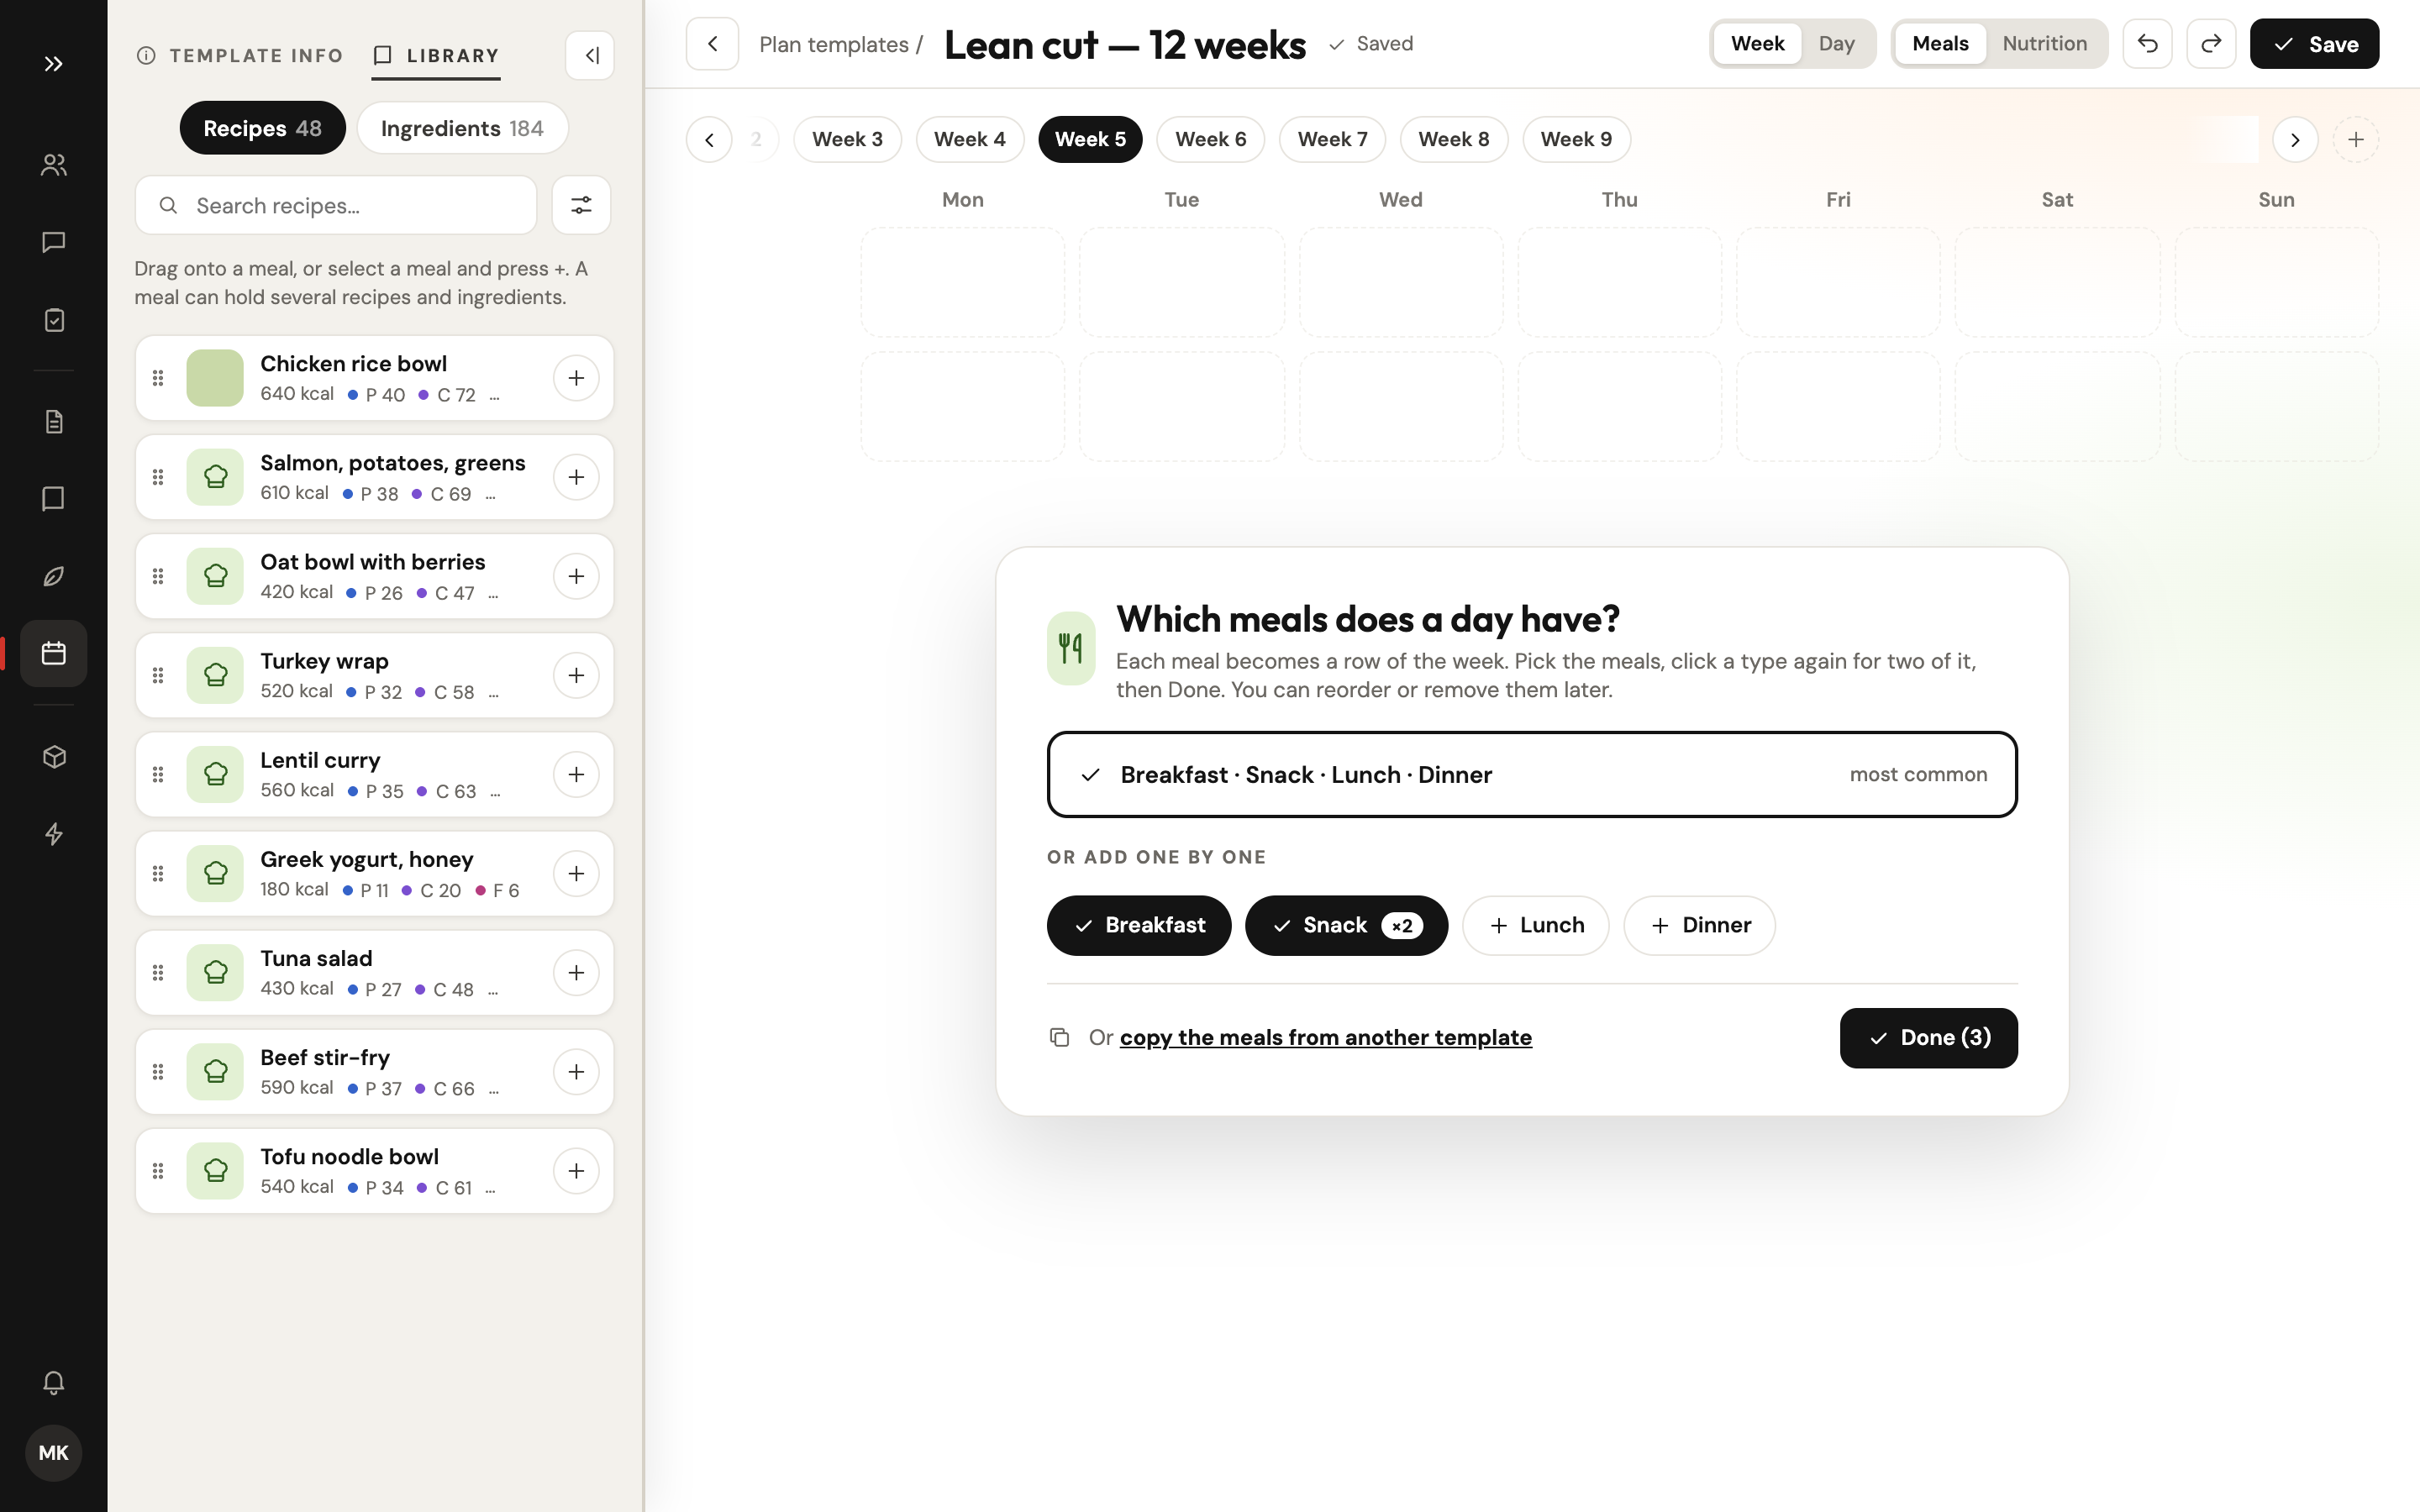 TEMPLATE INFO
LIBRARY
Recipes 48
Ingredients 184
Search recipes...
Drag onto a meal, or select a meal and press +. A
meal can hold several recipes and ingredients.
Chicken rice bowl
640 kcal P 40 C 72 ...
Salmon, potatoes, greens
610 kcal P 38 C 69 ...
Oat bowl with berries
420 kcal P 26 C 47 ...
Turkey wrap
520 kcal P 32 C 58 ...
Lentil curry
560 kcal P 35 C 63 ...
Greek yogurt, honey
180 kcal P 11 C 20 F 6
Tuna salad
430 kcal P 27 C 48 ...
Beef stir-fry
590 kcal P 37 C 66 ...
Tofu noodle bowl
540 kcal P 34 C 61 ...
MK
Plan templates / Lean cut — 12 weeks Saved
Week Day
Meals Nutrition
Save
2 Week 3 Week 4 Week 5 Week 6 Week 7 Week 8 Week 9
Mon Tue Wed Thu Fri Sat Sun
Which meals does a day have?
Each meal becomes a row of the week. Pick the meals, click a type again for two of it,
then Done. You can reorder or remove them later.
Breakfast · Snack · Lunch · Dinner most common
OR ADD ONE BY ONE
Breakfast Snack ×2 Lunch Dinner
Or copy the meals from another template
Done (3)